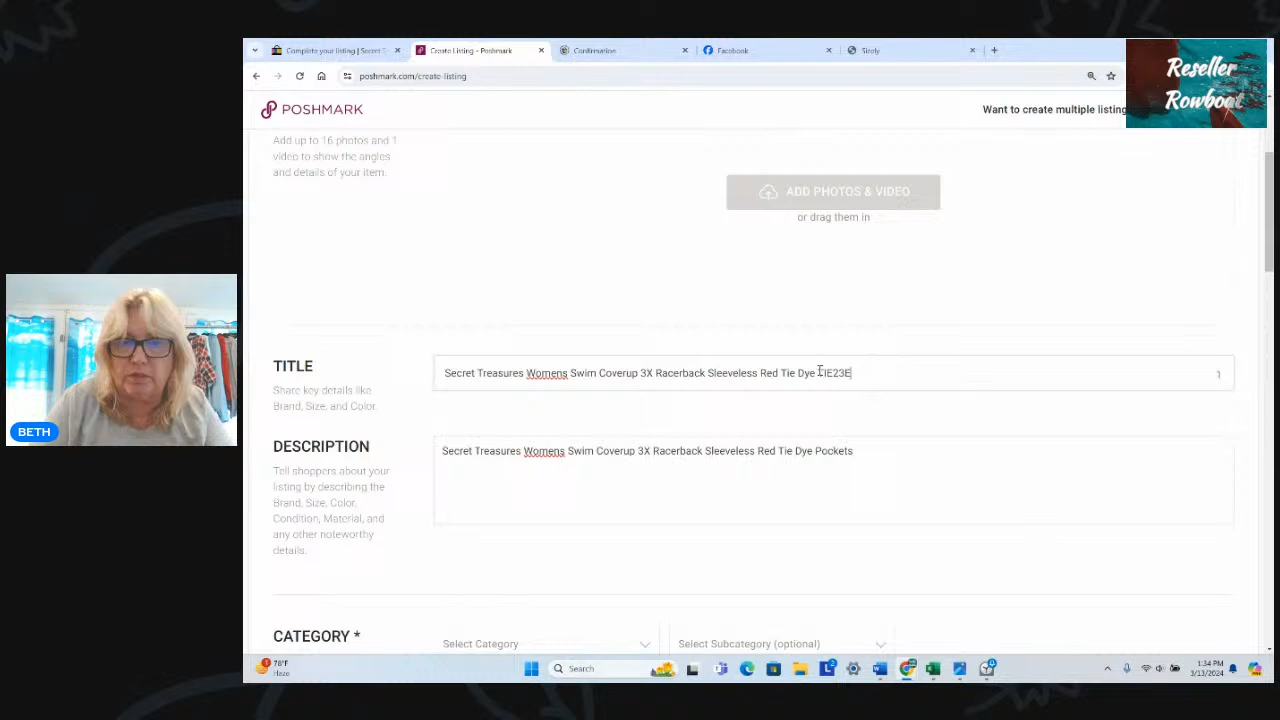 Complete your listing | Secret
Create Listing - Poshmark
Confirmation
Facebook
poshmark.com/create-listing
Reseller
Rowboat
POSHMARK
Want to create multiple listing
Add up to 16 photos and 1
video to show the angles
and details of your item.
ADD PHOTOS & VIDEO
or drag them in
TITLE
Share key details like
Brand, Size, and Color.
Secret Treasures Womens Swim Coverup 3X Racerback Sleeveless Red Tie Dye TIE23E
1
DESCRIPTION
Tell shoppers about your
listing by describing the
Brand, Size, Color,
Condition, Material, and
any other noteworthy
details.
Secret Treasures Womens Swim Coverup 3X Racerback Sleeveless Red Tie Dye Pockets
BETH
CATEGORY *
Select Category
Select Subcategory (optional)
78°F
Haze
Search
1:34 PM
3/13/2024